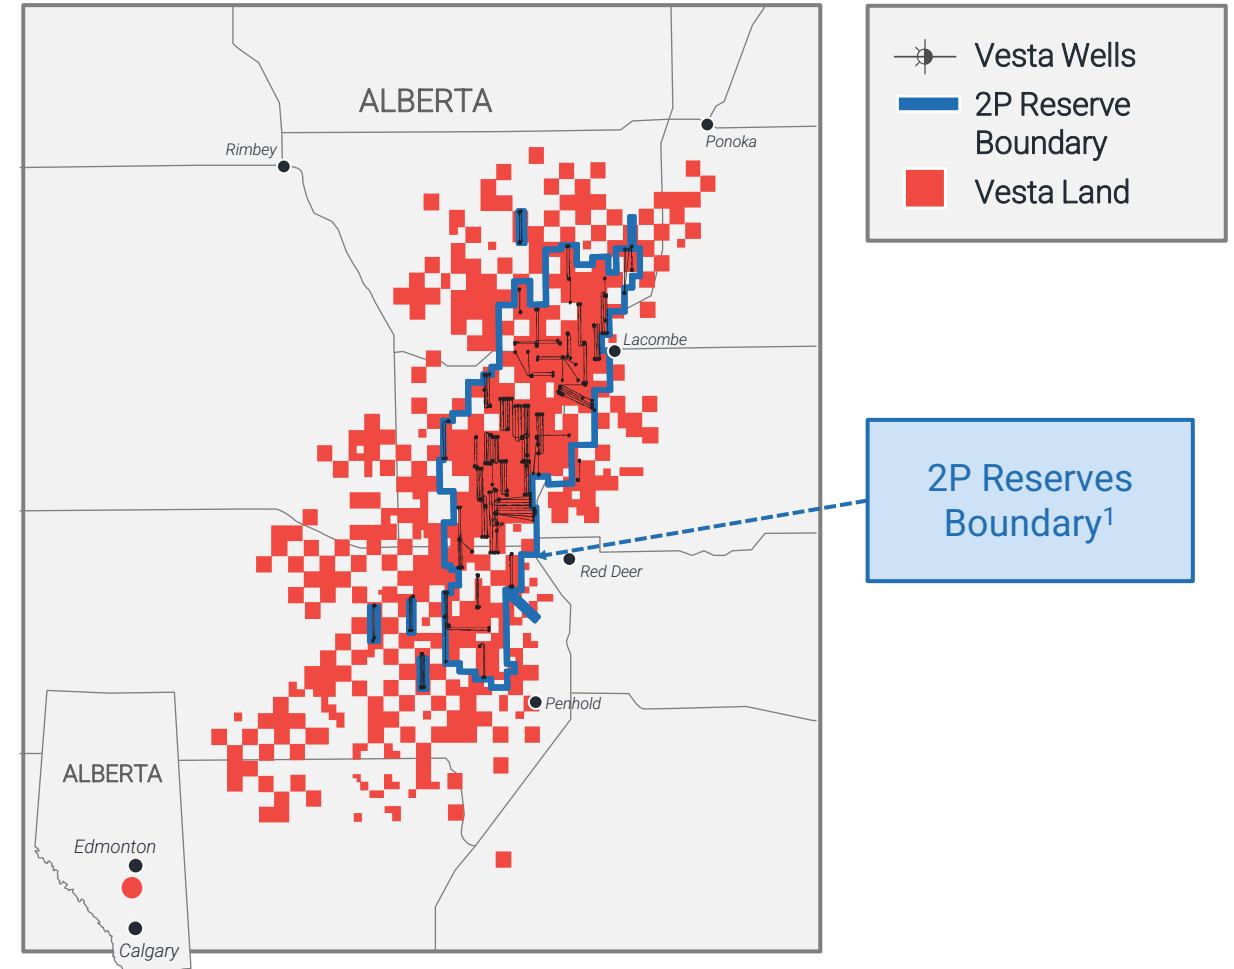 ALBERTA
Rimbey
Ponoka
Lacombe
Red Deer
Penhold
ALBERTA
Edmonton
Calgary
Vesta Wells
2P Reserve
Boundary
Vesta Land
2P Reserves
Boundary¹